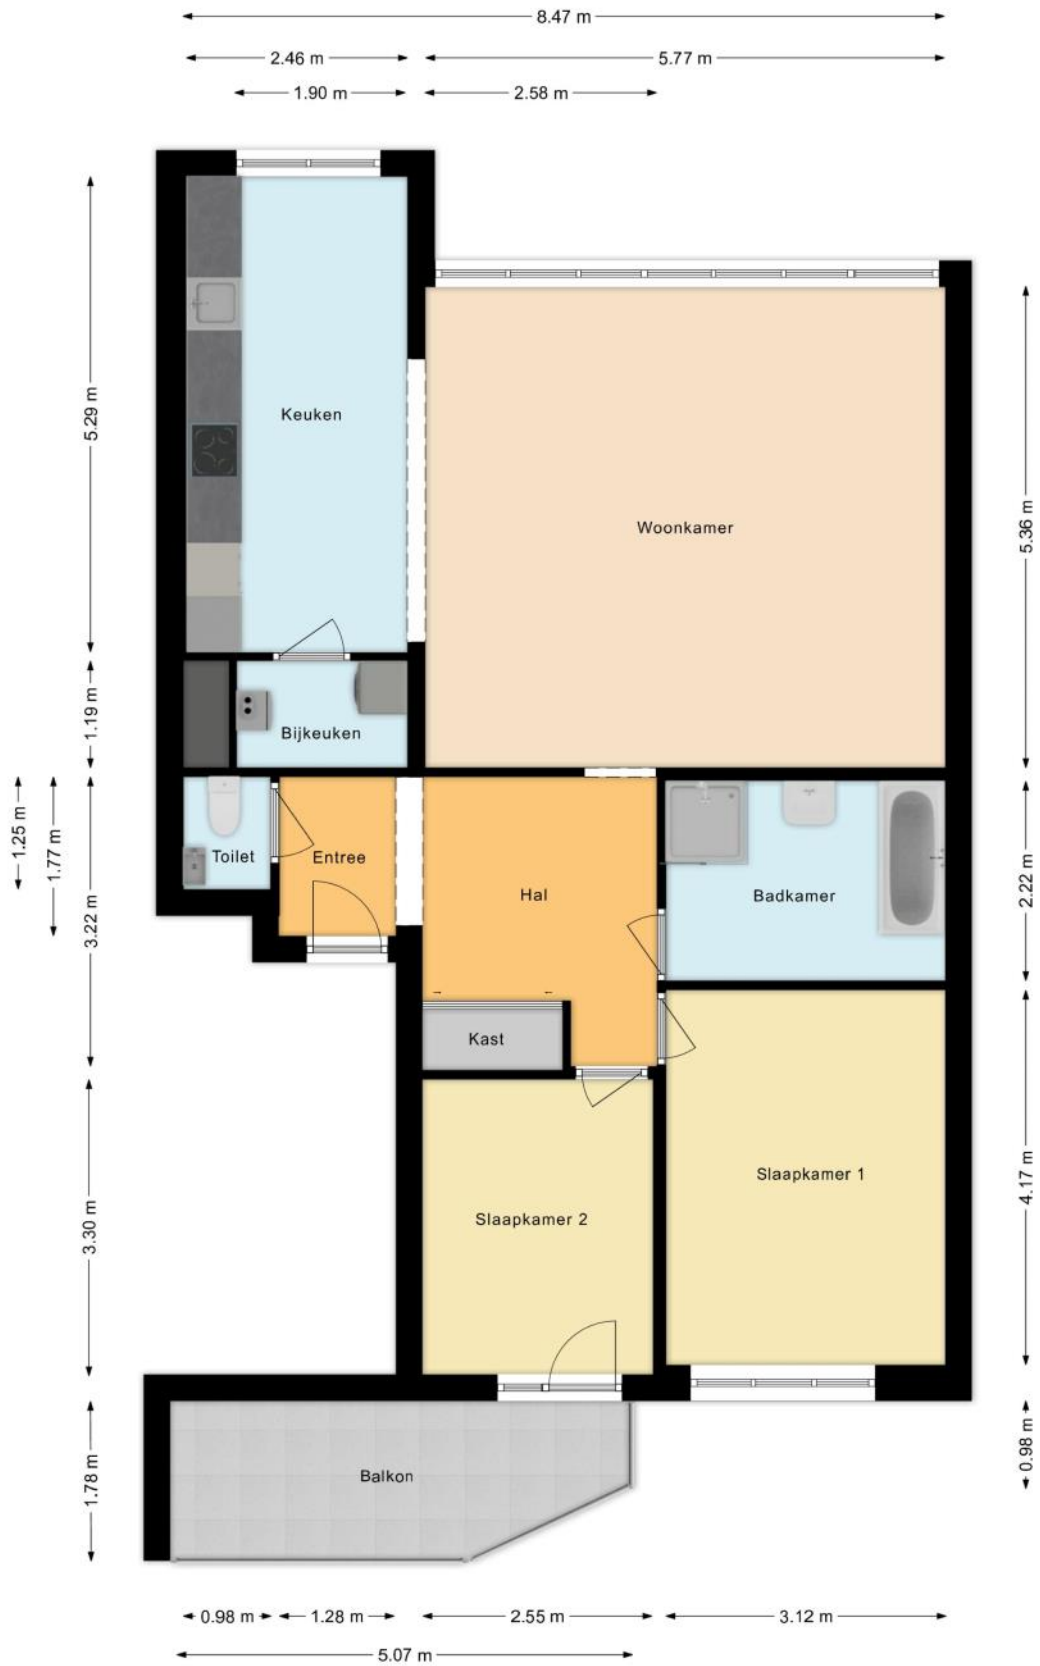 8.47 m
2.46 m
5.77 m
1.90 m
2.58 m
5.29 m
Keuken
Woonkamer
5.36 m
1.19 m
Bijkeuken
1.25 m
1.77 m
3.22 m
Toilet
Entree
Hal
Badkamer
2.22 m
Kast
3.30 m
Slaapkamer 2
Slaapkamer 1
4.17 m
1.78 m
Balkon
0.98 m
0.98 m
1.28 m
2.55 m
3.12 m
5.07 m